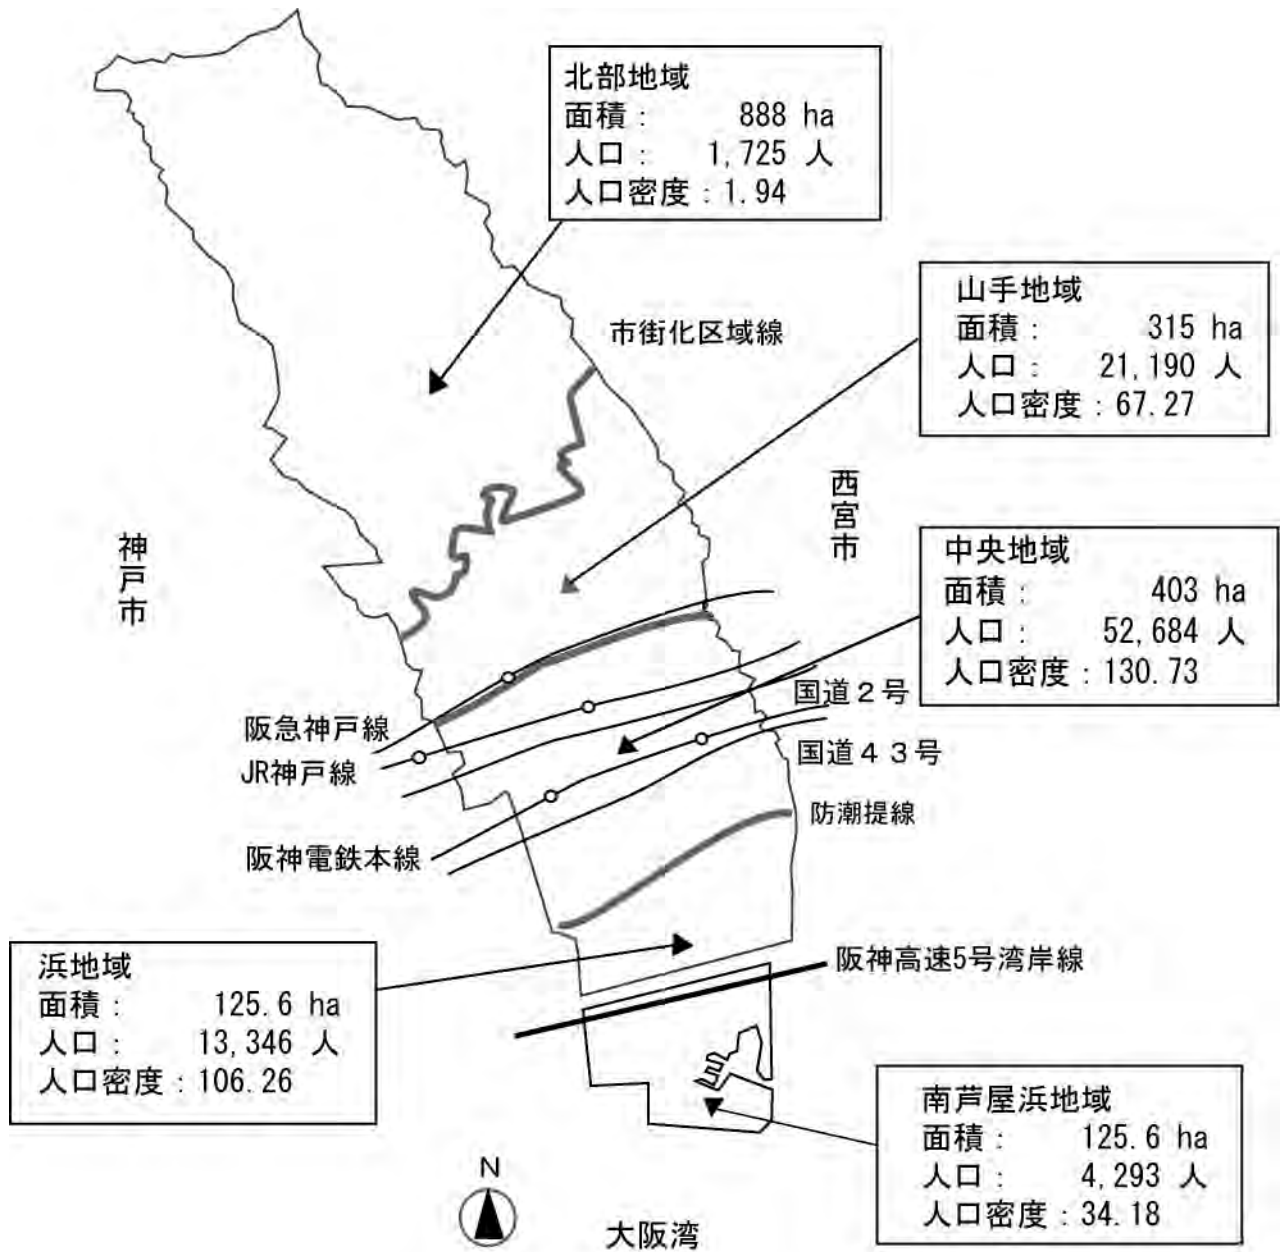 北部地域
面積： 888 ha
人口： 1,725 人
人口密度：1.94
山手地域
面積： 315 ha
人口： 21,190 人
人口密度：67.27
市街化区域線
西宮市
神戸市
中央地域
面積： 403 ha
人口： 52,684 人
人口密度：130.73
国道２号
阪急神戸線
国道４３号
JR神戸線
防潮提線
阪神電鉄本線
浜地域
面積： 125.6 ha
人口： 13,346 人
人口密度：106.26
阪神高速5号湾岸線
南芦屋浜地域
面積： 125.6 ha
人口： 4,293 人
人口密度：34.18
N
大阪湾